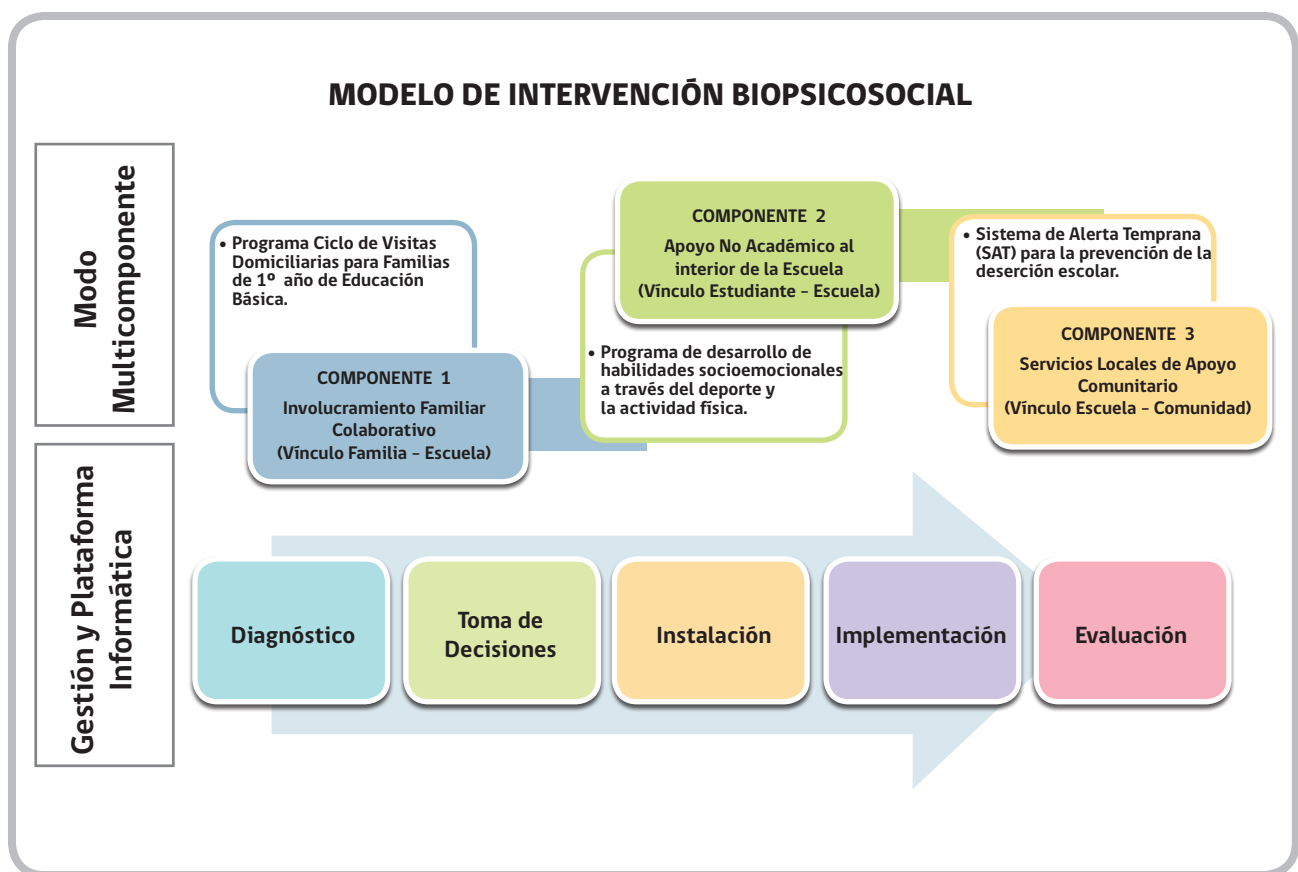 MODELO DE INTERVENCIÓN BIOPSICOSOCIAL
Modo
Multicomponente
• Programa Ciclo de Visitas
Domiciliarias para Familias
de 1º año de Educación
Básica.
COMPONENTE 1
Involucramiento Familiar
Colaborativo
(Vínculo Familia – Escuela)
COMPONENTE 2
Apoyo No Académico al
interior de la Escuela
(Vínculo Estudiante – Escuela)
• Programa de desarrollo de
habilidades socioemocionales
a través del deporte y
la actividad física.
• Sistema de Alerta Temprana
(SAT) para la prevención de la
deserción escolar.
COMPONENTE 3
Servicios Locales de Apoyo
Comunitario
(Vínculo Escuela – Comunidad)
Gestión y Plataforma
Informática
Diagnóstico
Toma de
Decisiones
Instalación
Implementación
Evaluación